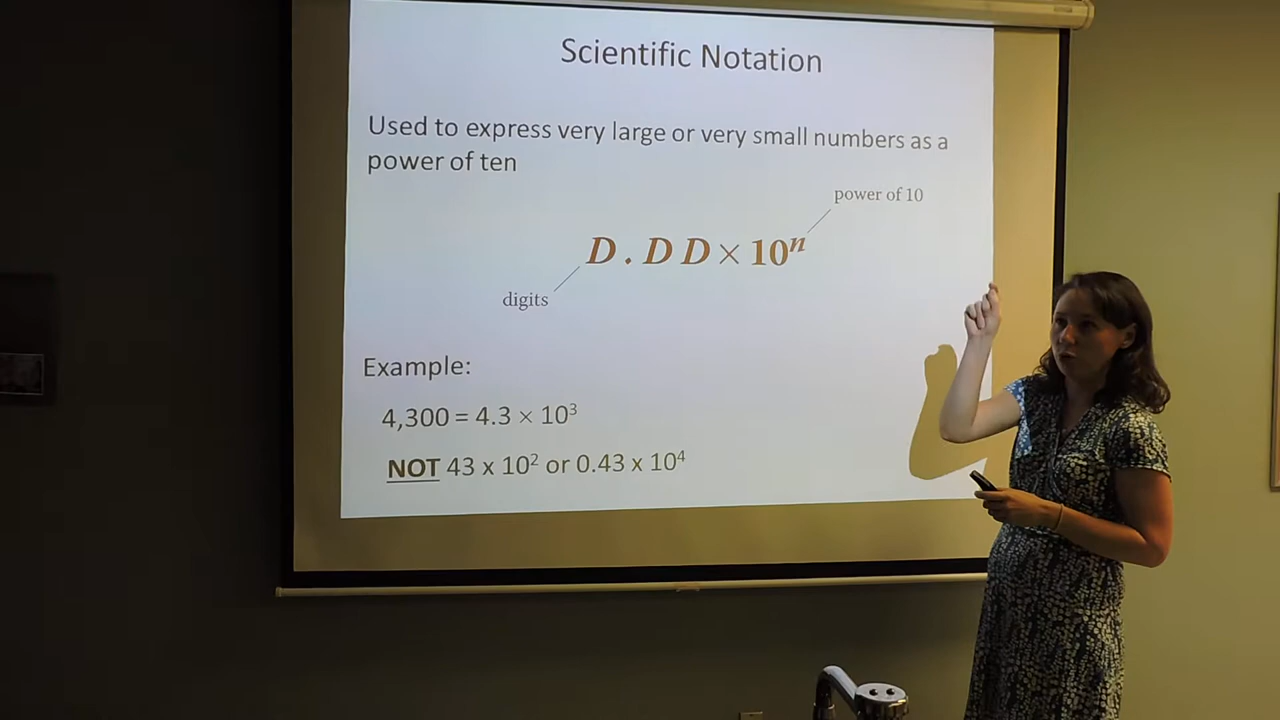 Scientific Notation
Used to express very large or very small numbers as a
power of ten
power of 10
D . D D × 10ⁿ
digits
Example:
4,300 = 4.3 × 10³
NOT 43 x 10² or 0.43 x 10⁴